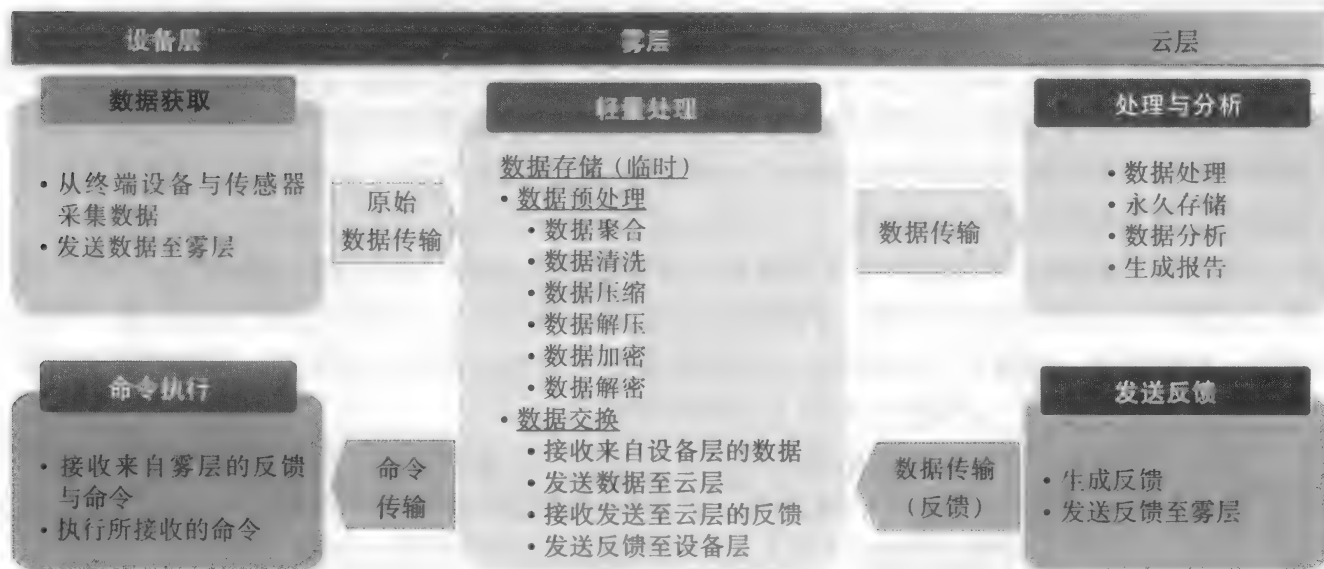 设备层
雾层
云层
数据获取
• 从终端设备与传感器
采集数据
• 发送数据至雾层
原始
数据传输
轻量处理
数据存储（临时）
• 数据预处理
• 数据聚合
• 数据清洗
• 数据压缩
• 数据解压
• 数据加密
• 数据解密
• 数据交换
• 接收来自设备层的数据
• 发送数据至云层
• 接收发送至云层的反馈
• 发送反馈至设备层
数据传输
处理与分析
• 数据处理
• 永久存储
• 数据分析
• 生成报告
命令执行
• 接收来自雾层的反馈
与命令
• 执行所接收的命令
命令
传输
数据传输
（反馈）
发送反馈
• 生成反馈
• 发送反馈至雾层